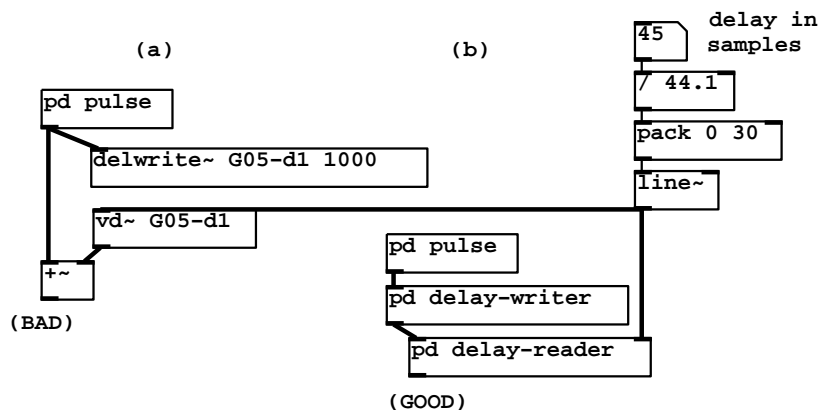 (a)
(b)
45
delay in
samples
/ 44.1
pack 0 30
line~
pd pulse
delwrite~ G05-d1 1000
vd~ G05-d1
+~
(BAD)
pd pulse
pd delay-writer
pd delay-reader
(GOOD)